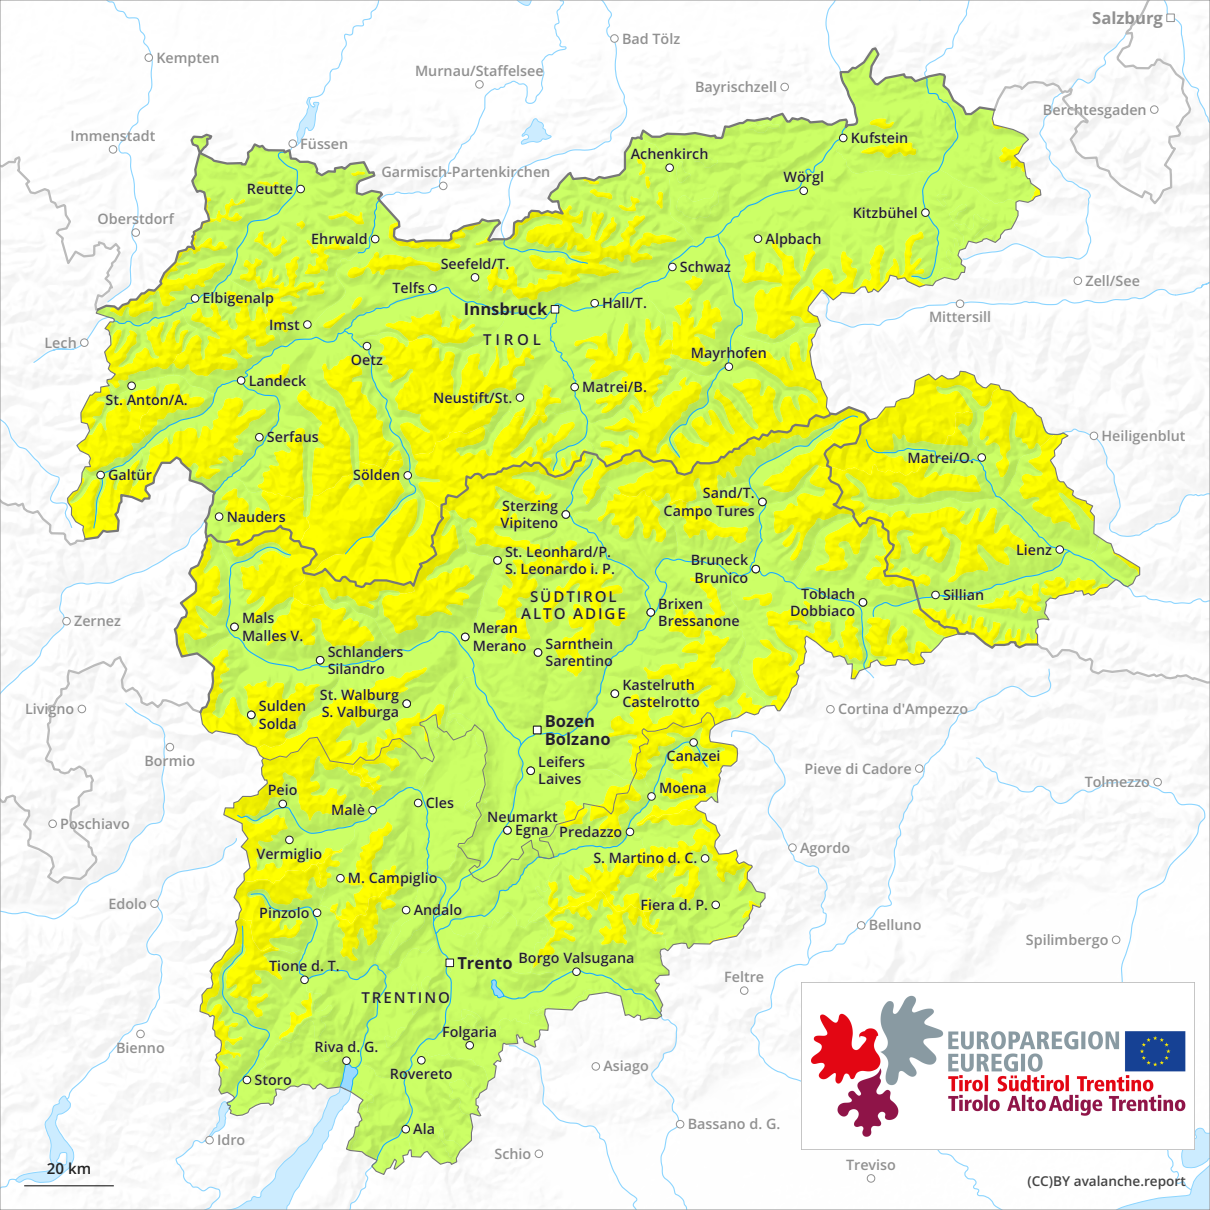 Salzburg
Bad Tölz
Kempten
Murnau/Staffelsee
Bayrischzell
Berchtesgaden
Immenstadt
Füssen
Kufstein
Achenkirch
Garmisch-Partenkirchen
Wörgl
Reutte
Oberstdorf
Kitzbühel
Ehrwald
Alpbach
Seefeld/T.
Schwaz
Zell/See
Telfs
Elbigenalp
Hall/T.
Innsbruck
Mittersill
Imst
TIROL
Lech
Oetz
Mayrhofen
Landeck
Matrei/B.
St. Anton/A.
Neustift/St.
Serfaus
Heiligenblut
Matrei/O.
Galtür
Sölden
Sand/T.
Campo Tures
Sterzing
Vipiteno
Nauders
St. Leonhard/P.
S. Leonardo i. P.
Lienz
Bruneck
Brunico
SÜDTIROL
ALTO ADIGE
Toblach
Dobbiaco
Sillian
Brixen
Bressanone
Zernez
Mals
Malles V.
Meran
Merano
Sarnthein
Sarentino
Schlanders
Silandro
Kastelruth
Castelrotto
St. Walburg
S. Valburga
Livigno
Sulden
Solda
Cortina d'Ampezzo
Bozen
Bolzano
Bormio
Canazei
Leifers
Laives
Pieve di Cadore
Tolmezzo
Peio
Moena
Malè
Cles
Neumarkt
Egna
Poschiavo
Predazzo
Vermiglio
Agordo
S. Martino d. C.
M. Campiglio
Edolo
Pinzolo
Andalo
Fiera d. P.
Belluno
Spilimbergo
Trento
Borgo Valsugana
Tione d. T.
Feltre
TRENTINO
Folgaria
Bienno
Riva d. G.
Rovereto
Asiago
Storo
EUROPAREGION
EUREGIO
Tirol Südtirol Trentino
Tirolo Alto Adige Trentino
Ala
Bassano d. G.
Idro
Schio
Treviso
20 km
(CC)BY avalanche.report